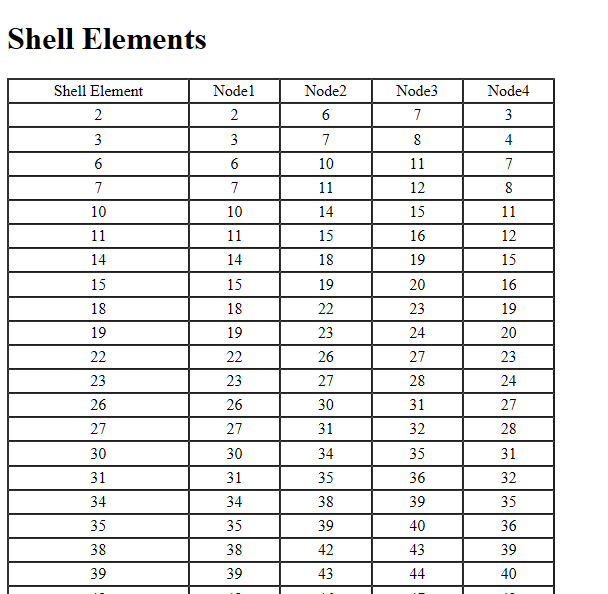 Shell Elements
Shell Element Node1 Node2 Node3 Node4
2 2 6 7 3
3 3 7 8 4
6 6 10 11 7
7 7 11 12 8
10 10 14 15 11
11 11 15 16 12
14 14 18 19 15
15 15 19 20 16
18 18 22 23 19
19 19 23 24 20
22 22 26 27 23
23 23 27 28 24
26 26 30 31 27
27 27 31 32 28
30 30 34 35 31
31 31 35 36 32
34 34 38 39 35
35 35 39 40 36
38 38 42 43 39
39 39 43 44 40